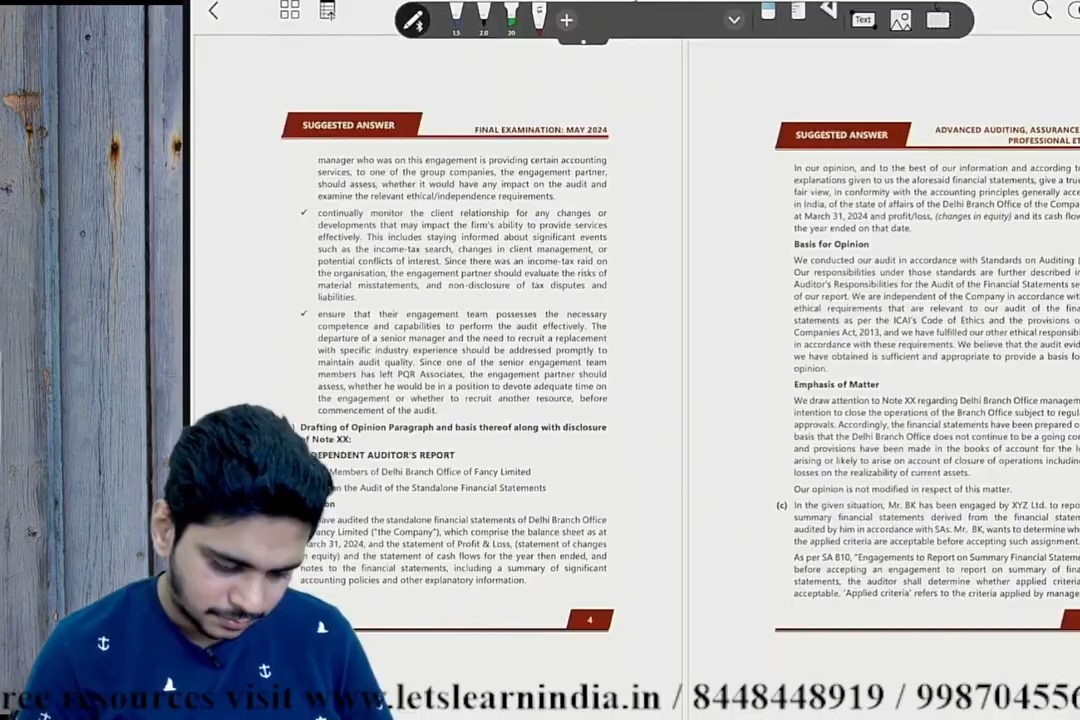 1.5 2.0 20
Text
SUGGESTED ANSWER
FINAL EXAMINATION: MAY 2024
manager who was on this engagement is providing certain accounting
services, to one of the group companies, the engagement partner,
should assess, whether it would have any impact on the audit and
examine the relevant ethical/independence requirements.
✓ continually monitor the client relationship for any changes or
developments that may impact the firm's ability to provide services
effectively. This includes staying informed about significant events
such as the income-tax search, changes in client management, or
potential conflicts of interest. Since there was an income-tax raid on
the organisation, the engagement partner should evaluate the risks of
material misstatements, and non-disclosure of tax disputes and
liabilities.
✓ ensure that their engagement team possesses the necessary
competence and capabilities to perform the audit effectively. The
departure of a senior manager and the need to recruit a replacement
with specific industry experience should be addressed promptly to
maintain audit quality. Since one of the senior engagement team
members has left PQR Associates, the engagement partner should
assess, whether he would be in a position to devote adequate time on
the engagement or whether to recruit another resource, before
commencement of the audit.
Drafting of Opinion Paragraph and basis thereof along with disclosure
of Note XX:
DEPENDENT AUDITOR'S REPORT
Members of Delhi Branch Office of Fancy Limited
on the Audit of the Standalone Financial Statements
on
ave audited the standalone financial statements of Delhi Branch Office
ancy Limited ("the Company"), which comprise the balance sheet as at
arch 31, 2024, and the statement of Profit & Loss, (statement of changes
equity) and the statement of cash flows for the year then ended, and
notes to the financial statements, including a summary of significant
accounting policies and other explanatory information.
4
SUGGESTED ANSWER
ADVANCED AUDITING, ASSURANCE
PROFESSIONAL ET
In our opinion, and to the best of our information and according to
explanations given to us the aforesaid financial statements, give a true
fair view, in conformity with the accounting principles generally acce
in India, of the state of affairs of the Delhi Branch Office of the Compa
at March 31, 2024 and profit/loss, (changes in equity) and its cash flow
the year ended on that date.
Basis for Opinion
We conducted our audit in accordance with Standards on Auditing (
Our responsibilities under those standards are further described in
Auditor's Responsibilities for the Audit of the Financial Statements se
of our report. We are independent of the Company in accordance wit
ethical requirements that are relevant to our audit of the fina
statements as per the ICAI's Code of Ethics and the provisions o
Companies Act, 2013, and we have fulfilled our other ethical responsibi
in accordance with these requirements. We believe that the audit evid
we have obtained is sufficient and appropriate to provide a basis fo
opinion.
Emphasis of Matter
We draw attention to Note XX regarding Delhi Branch Office managem
intention to close the operations of the Branch Office subject to regul
approvals. Accordingly, the financial statements have been prepared o
basis that the Delhi Branch Office does not continue to be a going con
and provisions have been made in the books of account for the lo
arising or likely to arise on account of closure of operations includin
losses on the realizability of current assets.
Our opinion is not modified in respect of this matter.
(c) In the given situation, Mr. BK has been engaged by XYZ Ltd. to repo
summary financial statements derived from the financial statem
audited by him in accordance with SAs. Mr. BK, wants to determine wh
the applied criteria are acceptable before accepting such assignment.
As per SA 810, "Engagements to Report on Summary Financial Stateme
before accepting an engagement to report on summary of fina
statements, the auditor shall determine whether applied criteria
acceptable. 'Applied criteria' refers to the criteria applied by manage
ree resources visit www.letslearnindia.in / 8448448919 / 998704556